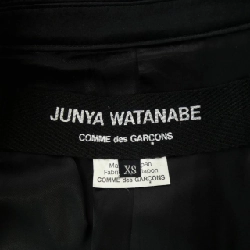 JUNYA WATANABE
COMME des GARÇONS
XS
COMME des GARÇONS